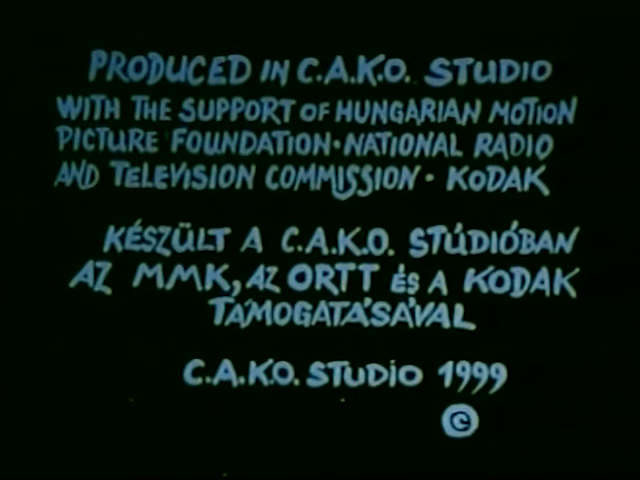 PRODUCED IN C.A.K.O. STUDIO
WITH THE SUPPORT OF HUNGARIAN MOTION
PICTURE FOUNDATION · NATIONAL RADIO
AND TELEVISION COMMISSION · KODAK
KÉSZÜLT A C.A.K.O. STÚDIÓBAN
AZ MMK, AZ ORTT ÉS A KODAK
TÁMOGATÁSÁVAL
C.A.K.O. STUDIO 1999
©